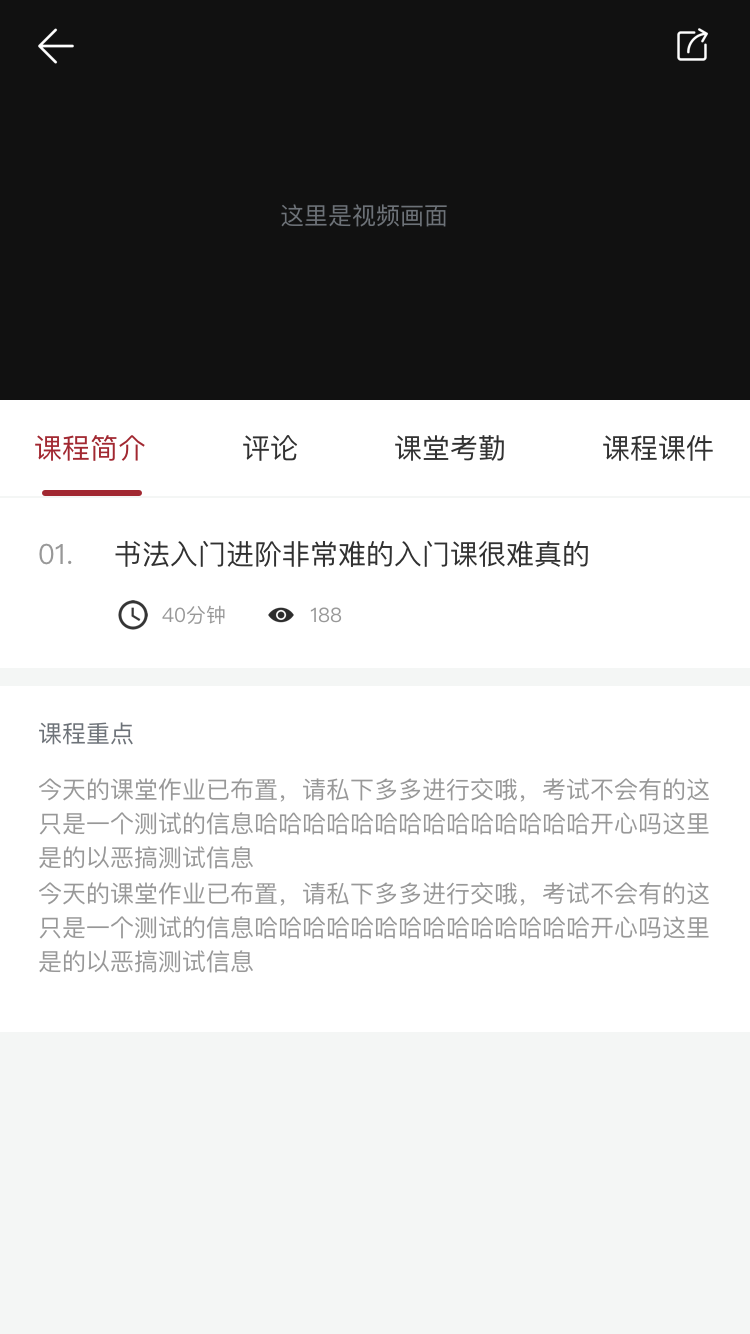 这里是视频画面
课程简介 评论 课堂考勤 课程课件
01. 书法入门进阶非常难的入门课很难真的
40分钟 188
课程重点
今天的课堂作业已布置，请私下多多进行交哦，考试不会有的这
只是一个测试的信息哈哈哈哈哈哈哈哈哈哈哈哈哈哈开心吗这里
是的以恶搞测试信息
今天的课堂作业已布置，请私下多多进行交哦，考试不会有的这
只是一个测试的信息哈哈哈哈哈哈哈哈哈哈哈哈哈哈开心吗这里
是的以恶搞测试信息